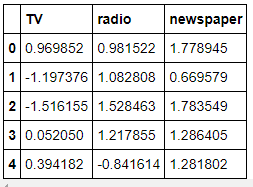 TV radio newspaper
0 0.969852 0.981522 1.778945
1 -1.197376 1.082808 0.669579
2 -1.516155 1.528463 1.783549
3 0.052050 1.217855 1.286405
4 0.394182 -0.841614 1.281802